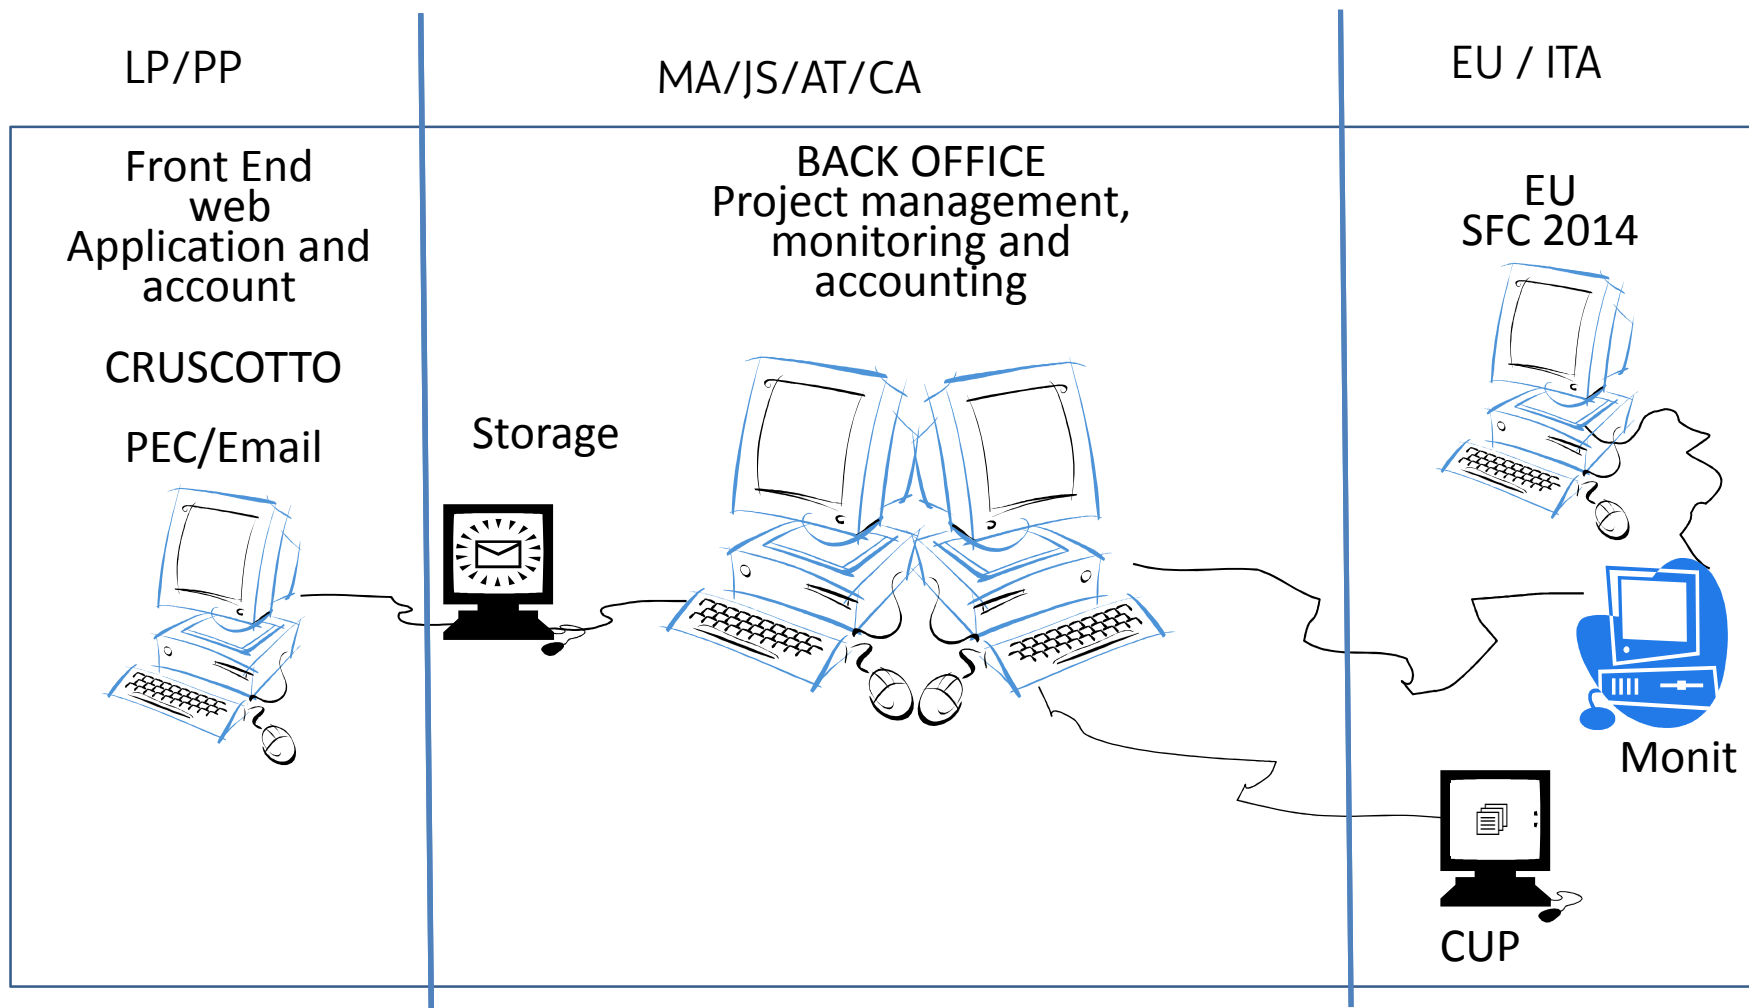 LP/PP
MA/JS/AT/CA
EU / ITA
Front End
web
Application and
account
CRUSCOTTO
PEC/Email
Storage
BACK OFFICE
Project management,
monitoring and
accounting
EU
SFC 2014
Monit
CUP